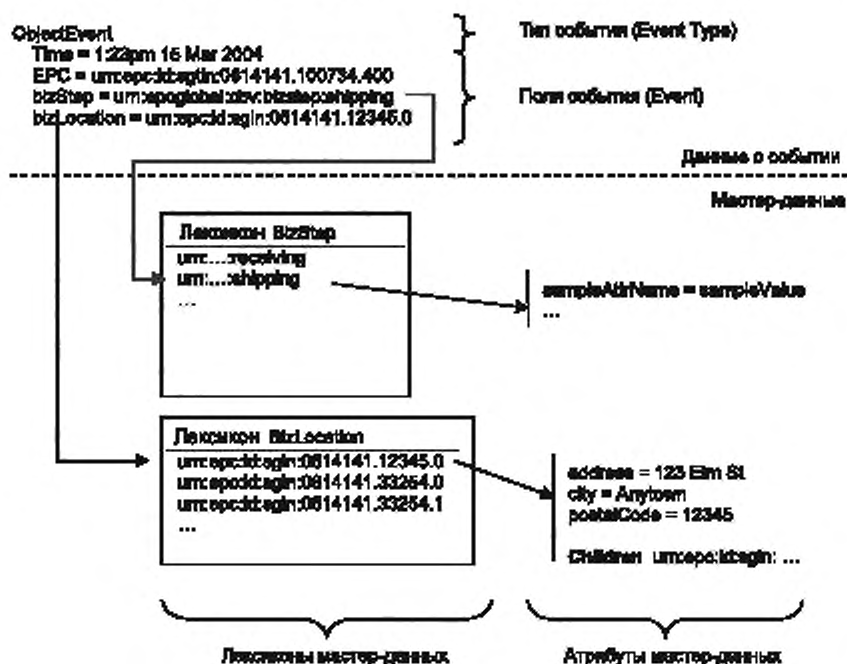 ObjectEvent
Time = 1:23pm 15 Mar 2004
EPC = urn:epc:id:sgtin:0614141.100734.400
bizStep = urn:epcglobal:cbv:bizstep:shipping
bizLocation = urn:epc:id:sgln:0614141.12345.0
Тип события (Event Type)
Поля события (Event)
Данные о событии
Мастер-данные
Лексикон BizStep
urn:...:receiving
urn:...:shipping
...
sampleAttrName = sampleValue
...
Лексикон BizLocation
urn:epc:id:sgln:0614141.12345.0
urn:epc:id:sgln:0614141.33254.0
urn:epc:id:sgln:0614141.33254.1
...
address = 123 Elm St
city = Anytown
postalCode = 12345
Children urn:epc:id:sgln: ...
Лексиконы мастер-данных
Атрибуты мастер-данных